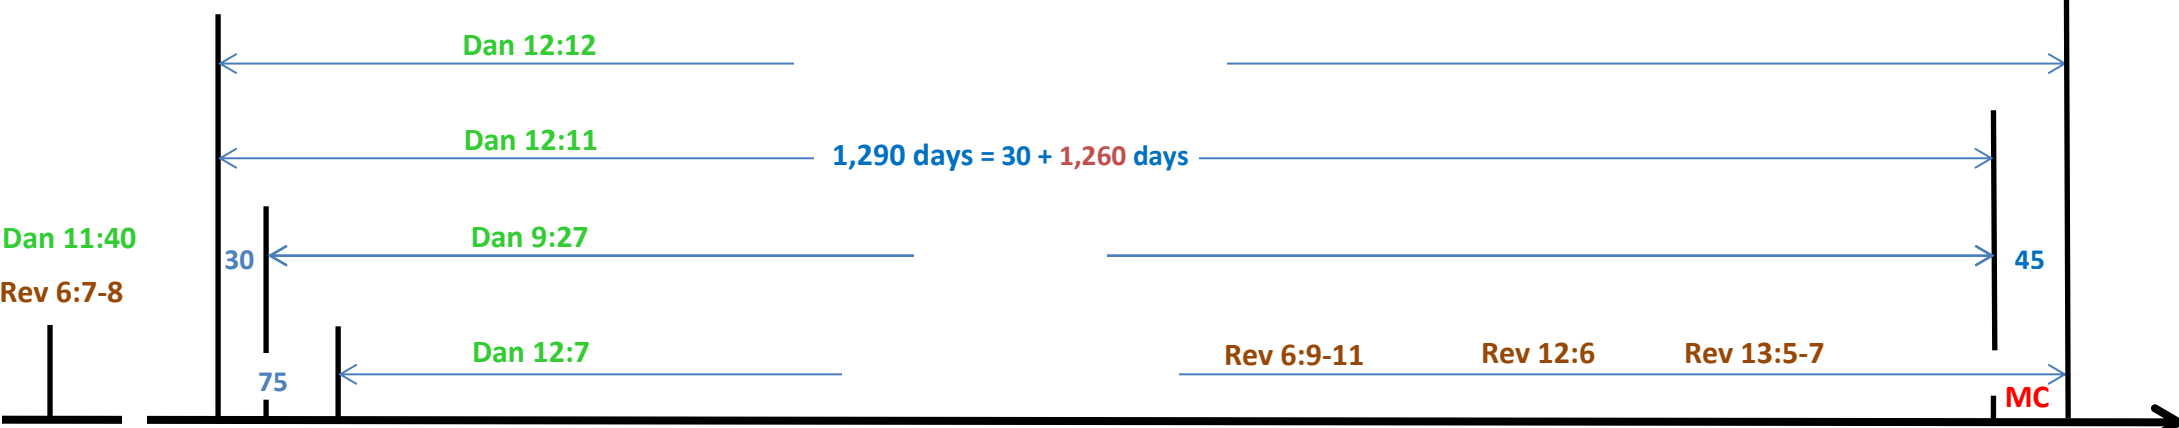 Dan 12:12
Dan 12:11
1,290 days = 30 + 1,260 days
Dan 11:40
Dan 9:27
30
45
Rev 6:7-8
Dan 12:7
Rev 6:9-11
Rev 12:6
Rev 13:5-7
75
MC